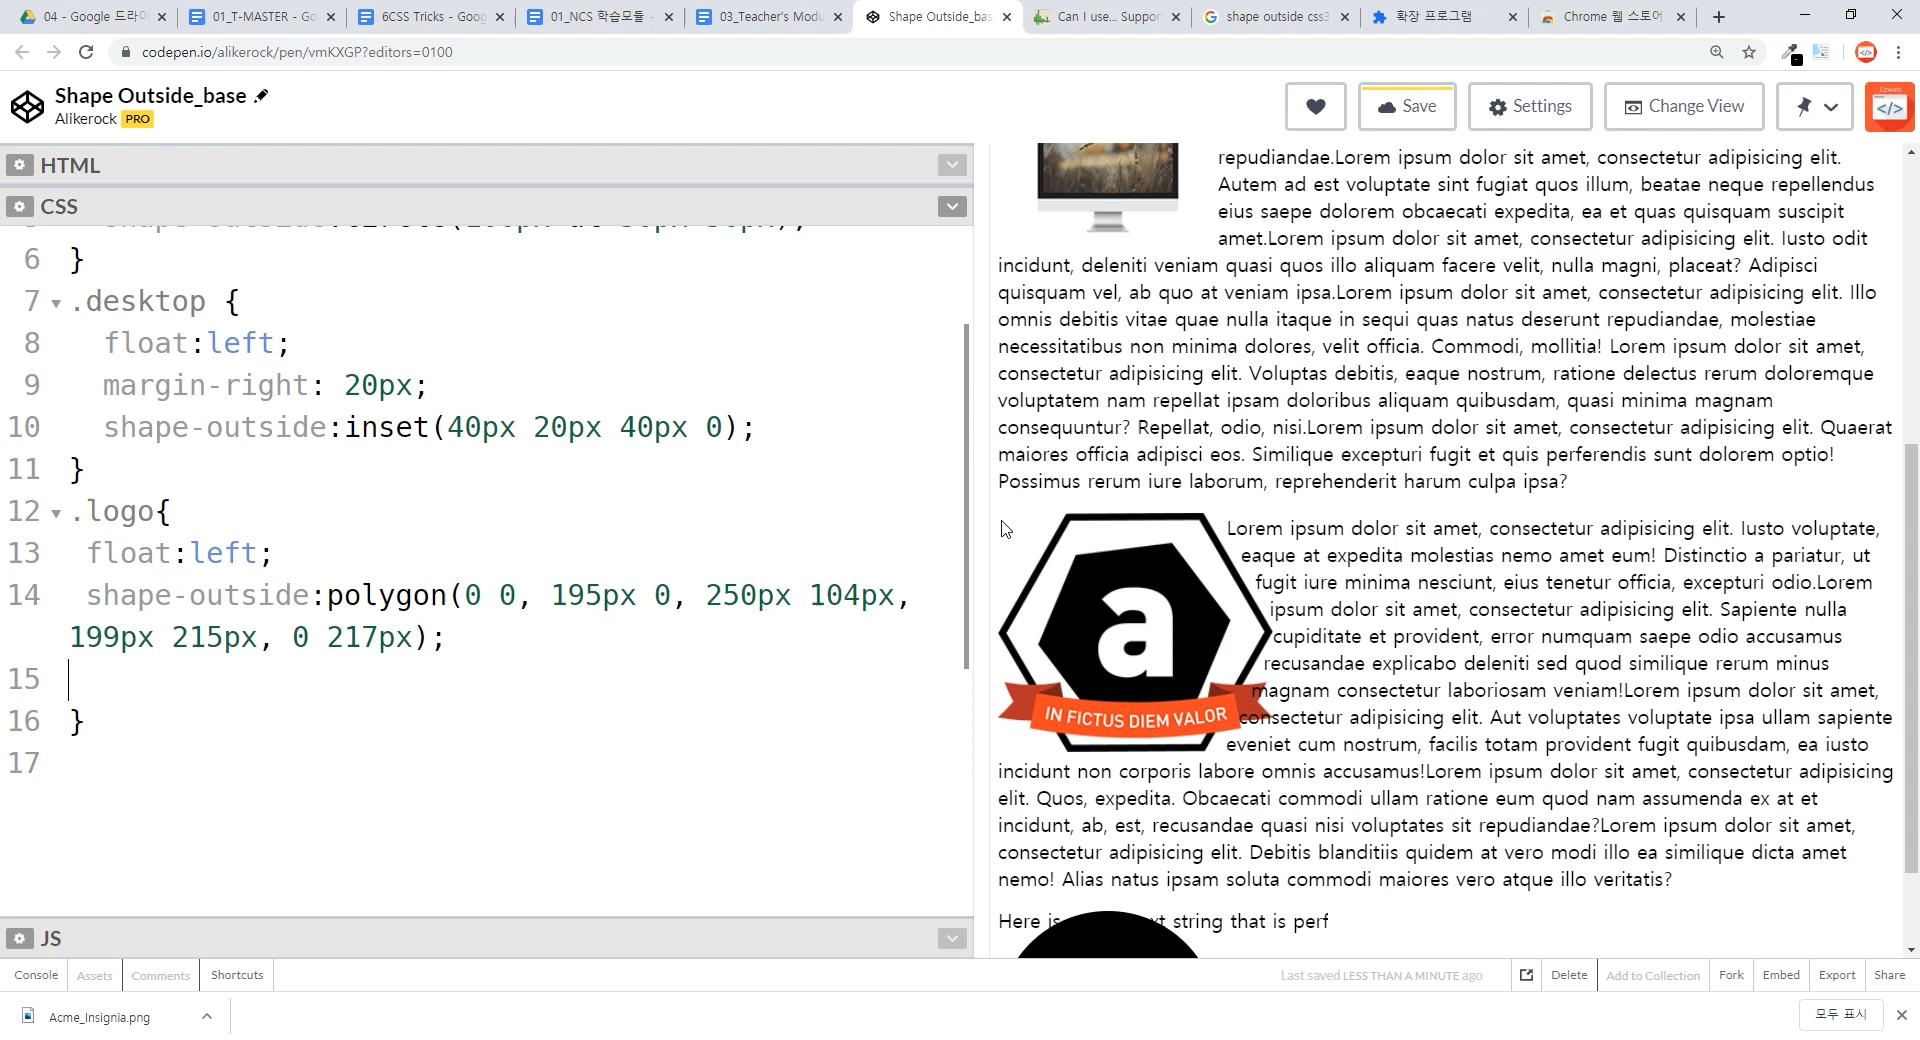 04 - Google 드라이
01_T-MASTER - Go
6CSS Tricks - Goog
01_NCS 학습모듈 -
03_Teacher's Modu
Shape Outside_bas
Can I use... Suppor
shape outside css3
확장 프로그램
Chrome 웹 스토어
codepen.io/alikerock/pen/vmKXGP?editors=0100
Shape Outside_base
Alikerock PRO
Save
Settings
Change View
Ezweb
</>
HTML
CSS
6 }
7 .desktop {
8 float:left;
9 margin-right: 20px;
10 shape-outside:inset(40px 20px 40px 0);
11 }
12 .logo{
13 float:left;
14 shape-outside:polygon(0 0, 195px 0, 250px 104px,
199px 215px, 0 217px);
15
16 }
17
JS
repudiandae.Lorem ipsum dolor sit amet, consectetur adipisicing elit.
Autem ad est voluptate sint fugiat quos illum, beatae neque repellendus
eius saepe dolorem obcaecati expedita, ea et quas quisquam suscipit
amet.Lorem ipsum dolor sit amet, consectetur adipisicing elit. Iusto odit
incidunt, deleniti veniam quasi quos illo aliquam facere velit, nulla magni, placeat? Adipisci
quisquam vel, ab quo at veniam ipsa.Lorem ipsum dolor sit amet, consectetur adipisicing elit. Illo
omnis debitis vitae quae nulla itaque in sequi quas natus deserunt repudiandae, molestiae
necessitatibus non minima dolores, velit officia. Commodi, mollitia! Lorem ipsum dolor sit amet,
consectetur adipisicing elit. Voluptas debitis, eaque nostrum, ratione delectus rerum doloremque
voluptatem nam repellat ipsam doloribus aliquam quibusdam, quasi minima magnam
consequuntur? Repellat, odio, nisi.Lorem ipsum dolor sit amet, consectetur adipisicing elit. Quaerat
maiores officia adipisci eos. Similique excepturi fugit et quis perferendis sunt dolorem optio!
Possimus rerum iure laborum, reprehenderit harum culpa ipsa?
a
IN FICTUS DIEM VALOR
Lorem ipsum dolor sit amet, consectetur adipisicing elit. Iusto voluptate,
eaque at expedita molestias nemo amet eum! Distinctio a pariatur, ut
fugit iure minima nesciunt, eius tenetur officia, excepturi odio.Lorem
ipsum dolor sit amet, consectetur adipisicing elit. Sapiente nulla
cupiditate et provident, error numquam saepe odio accusamus
recusandae explicabo deleniti sed quod similique rerum minus
magnam consectetur laboriosam veniam!Lorem ipsum dolor sit amet,
consectetur adipisicing elit. Aut voluptates voluptate ipsa ullam sapiente
eveniet cum nostrum, facilis totam provident fugit quibusdam, ea iusto
incidunt non corporis labore omnis accusamus!Lorem ipsum dolor sit amet, consectetur adipisicing
elit. Quos, expedita. Obcaecati commodi ullam ratione eum quod nam assumenda ex at et
incidunt, ab, est, recusandae quasi nisi voluptates sit repudiandae?Lorem ipsum dolor sit amet,
consectetur adipisicing elit. Debitis blanditiis quidem at vero modi illo ea similique dicta amet
nemo! Alias natus ipsam soluta commodi maiores vero atque illo veritatis?
Here is xt string that is perf
Console
Assets
Comments
Shortcuts
Last saved LESS THAN A MINUTE ago
Delete
Add to Collection
Fork
Embed
Export
Share
Acme_Insignia.png
모두 표시